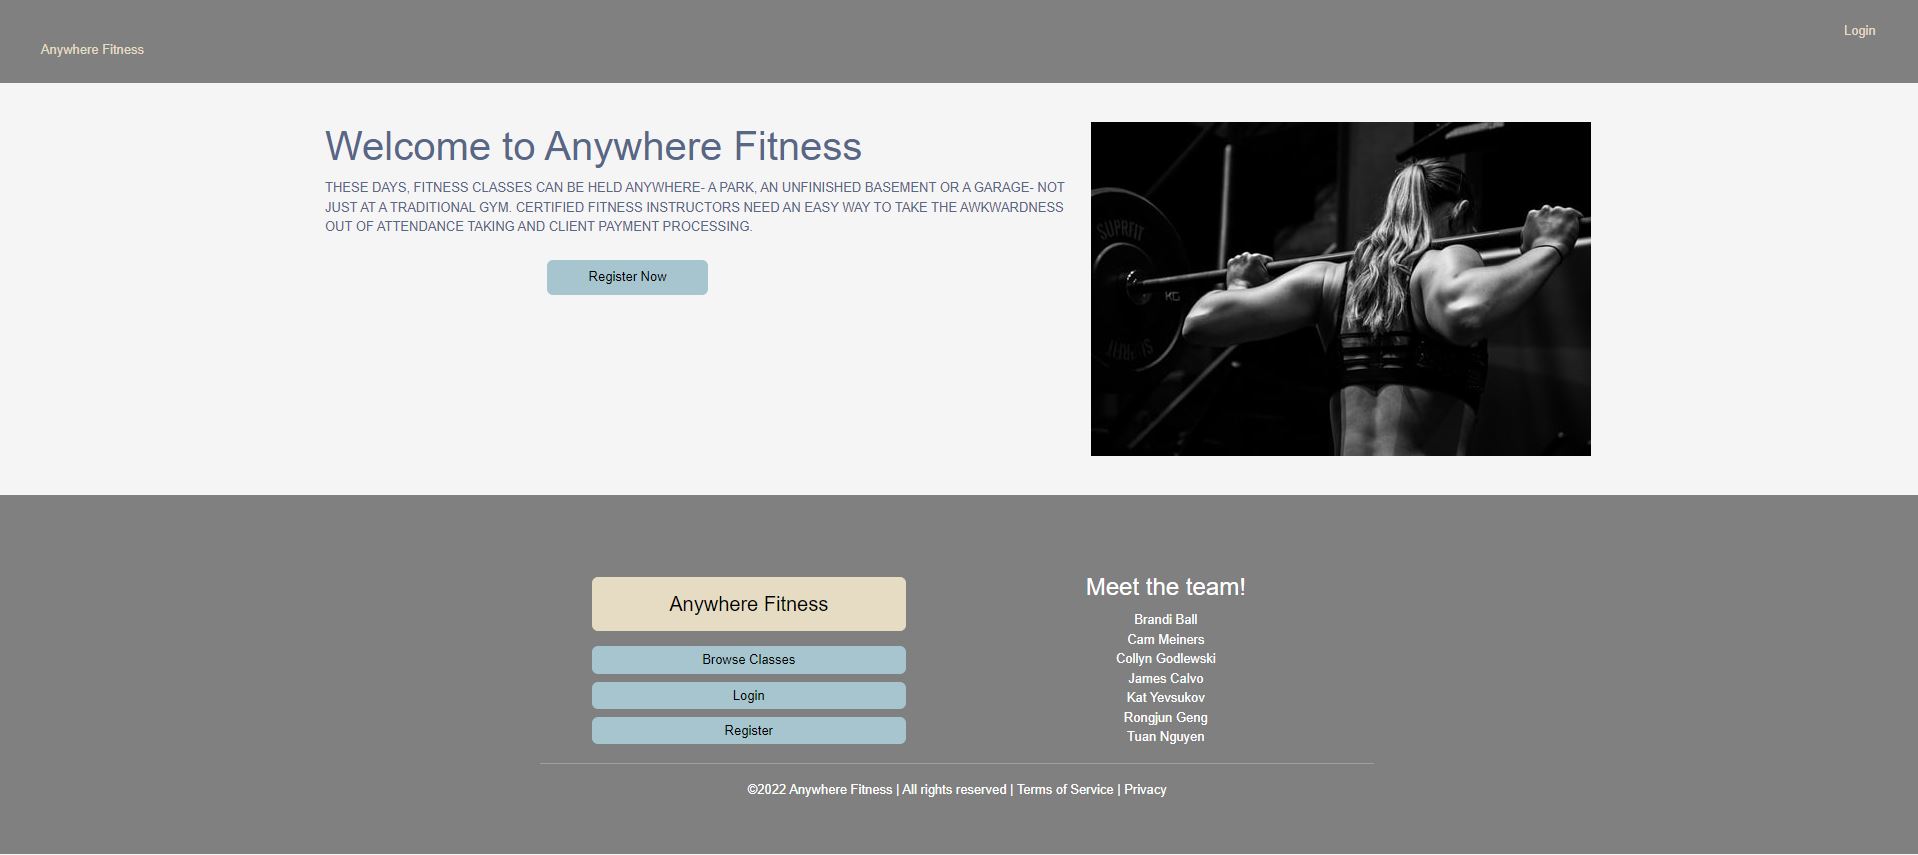 Login
Anywhere Fitness
Welcome to Anywhere Fitness
THESE DAYS, FITNESS CLASSES CAN BE HELD ANYWHERE- A PARK, AN UNFINISHED BASEMENT OR A GARAGE- NOT
JUST AT A TRADITIONAL GYM. CERTIFIED FITNESS INSTRUCTORS NEED AN EASY WAY TO TAKE THE AWKWARDNESS
OUT OF ATTENDANCE TAKING AND CLIENT PAYMENT PROCESSING.
Register Now
SUPRFIT
KG
SUPRFIT
Anywhere Fitness
Browse Classes
Login
Register
Meet the team!
Brandi Ball
Cam Meiners
Collyn Godlewski
James Calvo
Kat Yevsukov
Rongjun Geng
Tuan Nguyen
©2022 Anywhere Fitness | All rights reserved | Terms of Service | Privacy